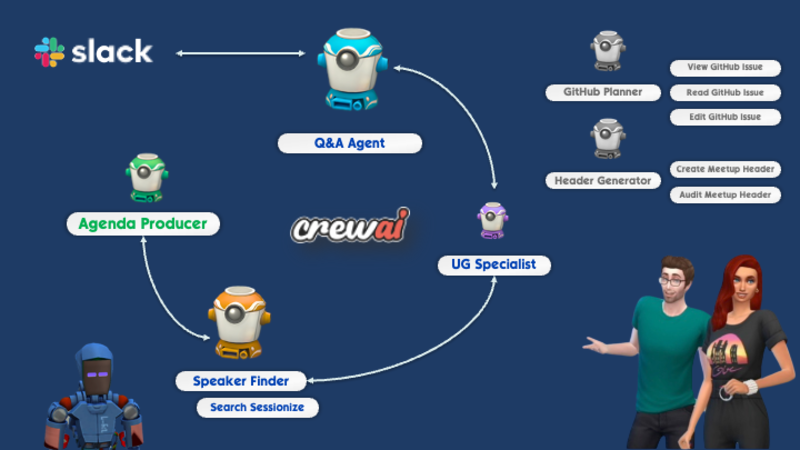 slack
Q&A Agent
GitHub Planner
View GitHub Issue
Read GitHub Issue
Edit GitHub Issue
Header Generator
Create Meetup Header
Audit Meetup Header
Agenda Producer
crewai
UG Specialist
Speaker Finder
Search Sessionize